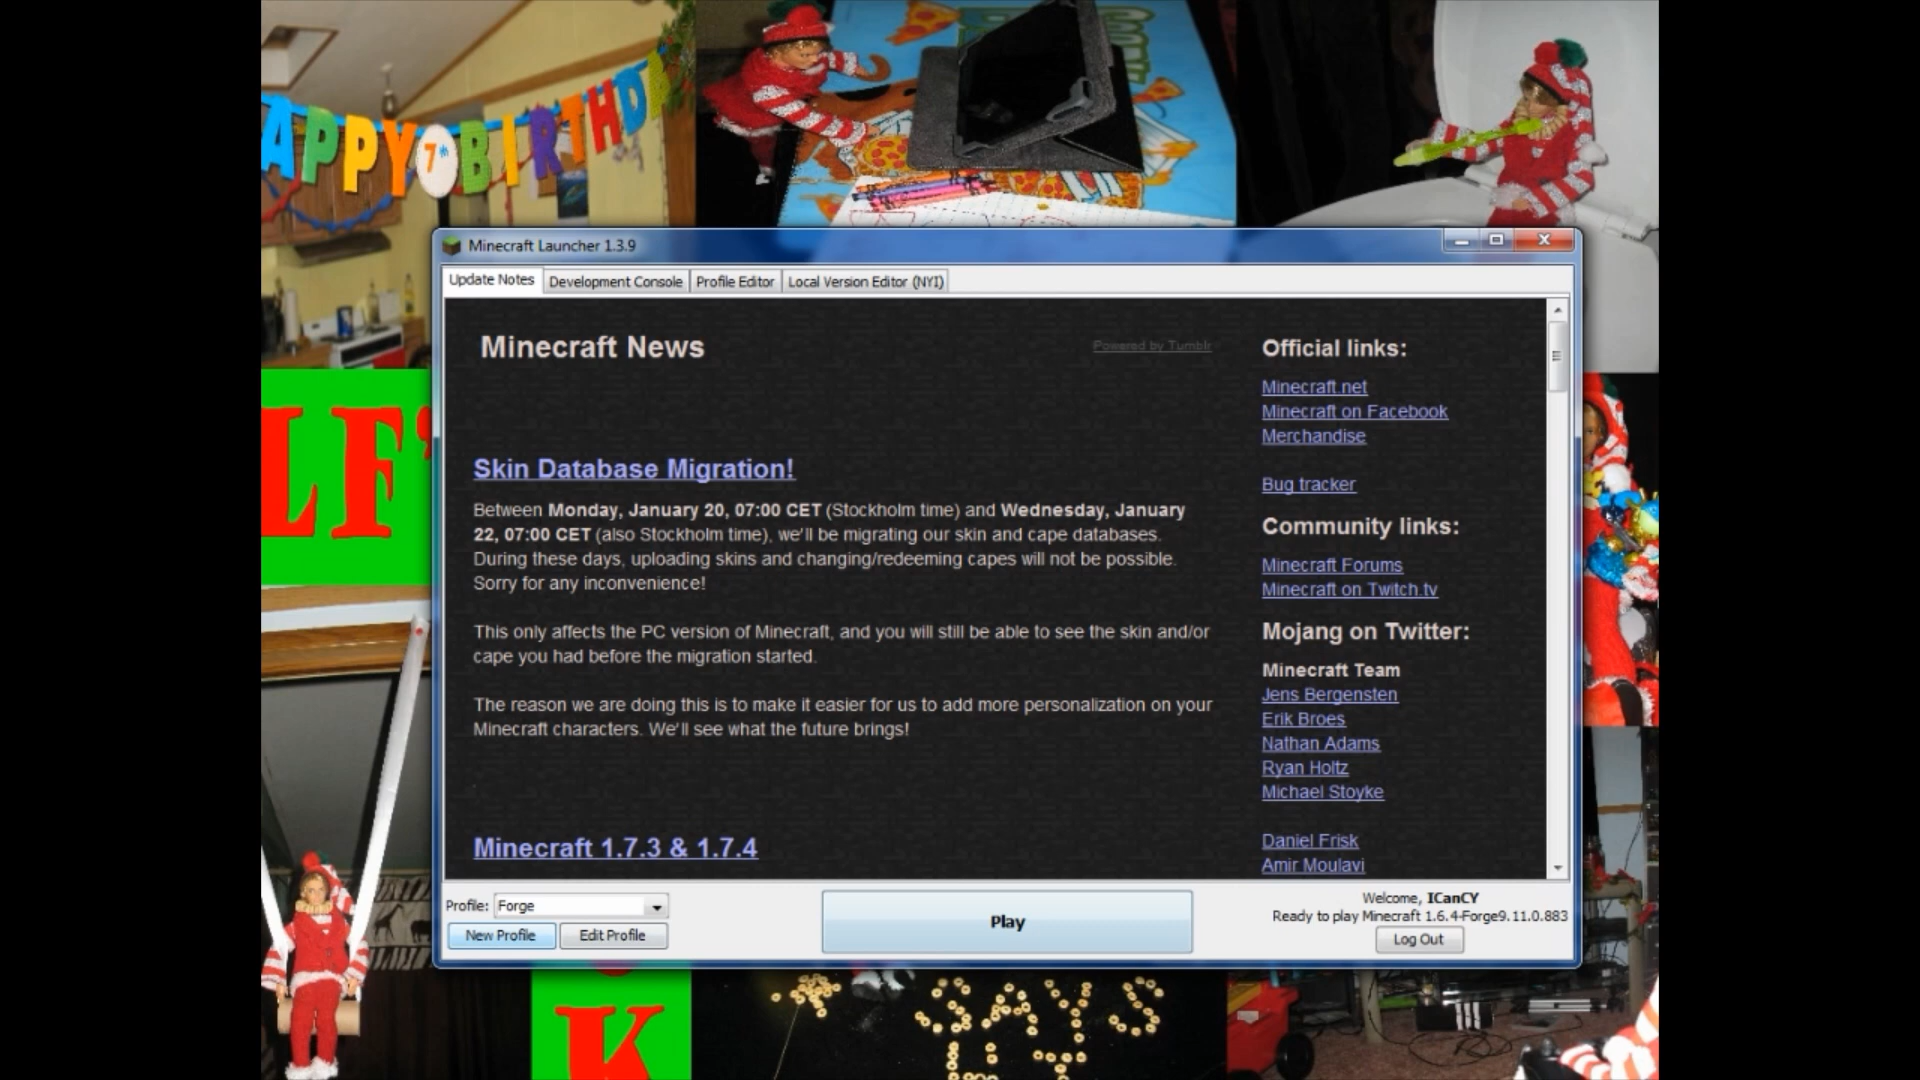 APPY 7th BIRTHD
Minecraft Launcher 1.3.9
Update Notes Development Console Profile Editor Local Version Editor (NYI)
Minecraft News
Powered by Tumblr
Skin Database Migration!
Between Monday, January 20, 07:00 CET (Stockholm time) and Wednesday, January
22, 07:00 CET (also Stockholm time), we'll be migrating our skin and cape databases.
During these days, uploading skins and changing/redeeming capes will not be possible.
Sorry for any inconvenience!
This only affects the PC version of Minecraft, and you will still be able to see the skin and/or
cape you had before the migration started.
The reason we are doing this is to make it easier for us to add more personalization on your
Minecraft characters. We'll see what the future brings!
Minecraft 1.7.3 & 1.7.4
Official links:
Minecraft.net
Minecraft on Facebook
Merchandise
Bug tracker
Community links:
Minecraft Forums
Minecraft on Twitch.tv
Mojang on Twitter:
Minecraft Team
Jens Bergensten
Erik Broes
Nathan Adams
Ryan Holtz
Michael Stoyke
Daniel Frisk
Amir Moulavi
Profile: Forge
New Profile Edit Profile
Play
Welcome, ICanCY
Ready to play Minecraft 1.6.4-Forge9.11.0.883
Log Out
LF'
K
SAYS